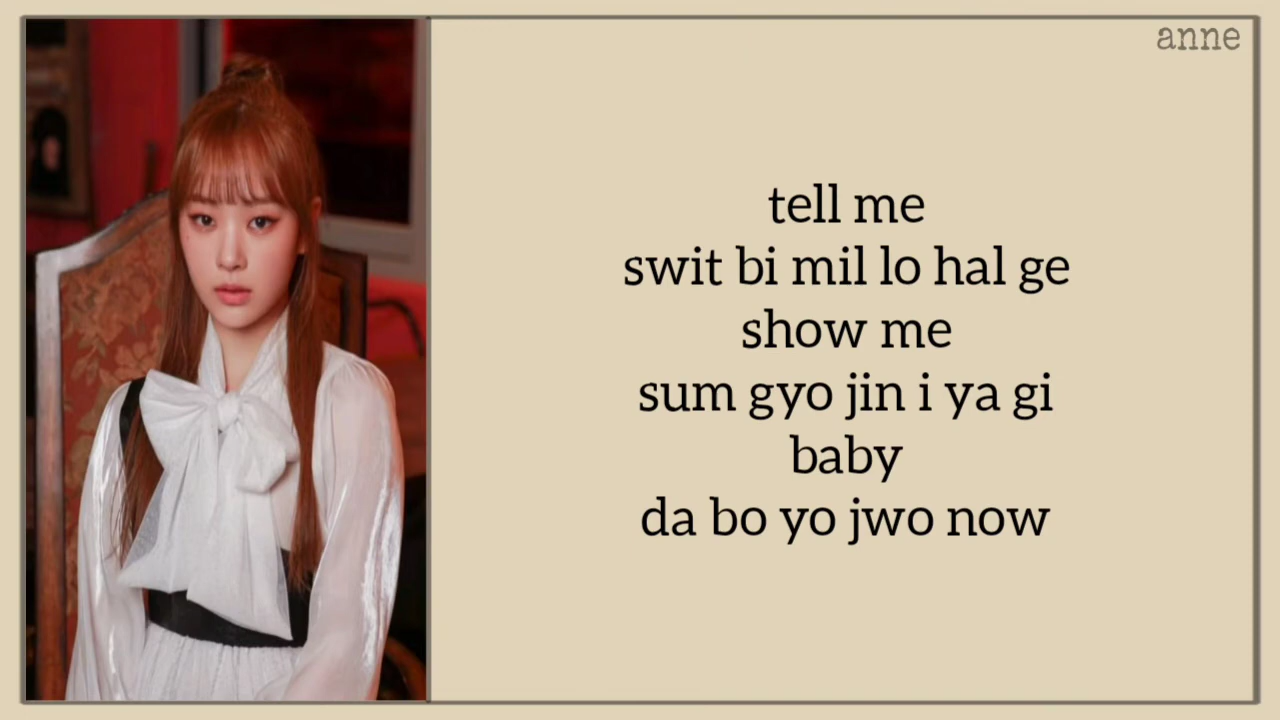 anne
tell me
swit bi mil lo hal ge
show me
sum gyo jin i ya gi
baby
da bo yo jwo now